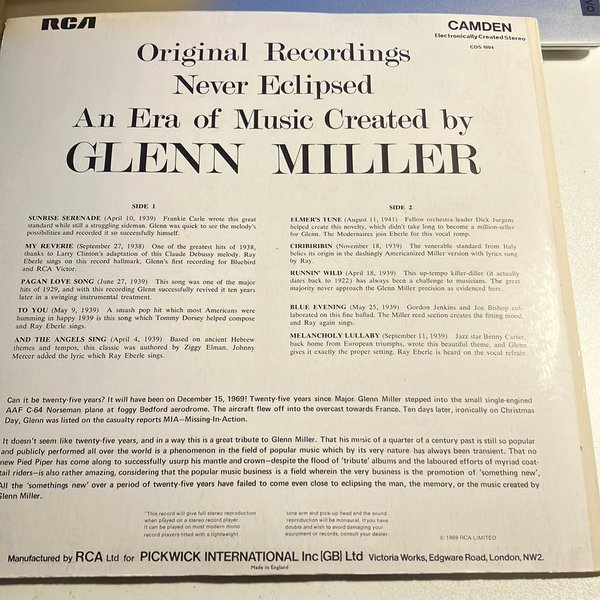 RCA
CAMDEN
Electronically Created Stereo
CDS 1004
Original Recordings
Never Eclipsed
An Era of Music Created by
GLENN MILLER
SIDE 1
SUNRISE SERENADE (April 10, 1939) Frankie Carle wrote this great
standard while still a struggling sideman. Glenn was quick to see the melody's
possibilities and recorded it so successfully himself.
MY REVERIE (September 27, 1938) One of the greatest hits of 1938,
thanks to Larry Clinton's adaptation of this Claude Debussy melody. Ray
Eberle sings on this record hallmark, Glenn's first recording for Bluebird
and RCA Victor.
PAGAN LOVE SONG (June 27, 1939) This song was one of the major
hits of 1929, and with this recording Glenn successfully revived it ten years
later in a swinging instrumental treatment.
TO YOU (May 9, 1939) A smash pop hit which most Americans were
humming in happy 1939 is this song which Tommy Dorsey helped compose
and Ray Eberle sings.
AND THE ANGELS SING (April 4, 1939) Based on ancient Hebrew
themes and tempos, this classic was authored by Ziggy Elman. Johnny
Mercer added the lyric which Ray Eberle sings.
SIDE 2
ELMER'S TUNE (August 11, 1941) Fellow orchestra leader Dick Jurgens
helped create this novelty, which didn't take long to become a million-seller
for Glenn. The Modernaires join Eberle for this vocal romp.
CIRIBIRIBIN (November 18, 1939) The venerable standard from Italy
belies its origin in the dashingly Americanized Miller version with lyrics sung
by Ray.
RUNNIN' WILD (April 18, 1939) This up-tempo killer-diller (it actually
dates back to 1922) has always been a challenge to musicians. The great
majority never approach the Glenn Miller precision as evidenced here.
BLUE EVENING (May 25, 1939) Gordon Jenkins and Joe Bishop col-
laborated on this fine ballad. The Miller reed section creates the fitting mood,
and Ray again sings.
MELANCHOLY LULLABY (September 11, 1939) Jazz star Benny Carter,
back home from European triumphs, wrote this beautiful theme, and Glenn
gives it exactly the proper setting. Ray Eberle is heard on the vocal refrain.
Can it be twenty-five years? It will have been on December 15, 1969! Twenty-five years since Major Glenn Miller stepped into the small single-engined
AAF C-64 Norseman plane at foggy Bedford aerodrome. The aircraft flew off into the overcast towards France. Ten days later, ironically on Christmas
Day, Glenn was listed on the casualty reports MIA—Missing-In-Action.
It doesn't seem like twenty-five years, and in a way this is a great tribute to Glenn Miller. That his music of a quarter of a century past is still so popular
and publicly performed all over the world is a phenomenon in the field of popular music which by its very nature has always been transient. That no
new Pied Piper has come along to successfully usurp his mantle and crown—despite the flood of 'tribute' albums and the laboured efforts of myriad coat-
tail riders—is also rather amazing, considering that the popular music business is a field wherein the very business is the promotion of 'something new',
All the 'somethings new' over a period of twenty-five years have failed to come even close to eclipsing the man, the memory, or the music created by
Glenn Miller.
"This record will give full stereo reproduction
when played on a stereo record player.
It can be played on most modern mono
record players fitted with a lightweight
tone arm and pick-up head and the sound
reproduction will be monaural. If you have
doubts and wish to avoid damaging your
equipment or records, consult your dealer.
© 1969 RCA LIMITED
Manufactured by RCA Ltd for PICKWICK INTERNATIONAL Inc (GB) Ltd Victoria Works, Edgware Road, London, NW2.
Made in England